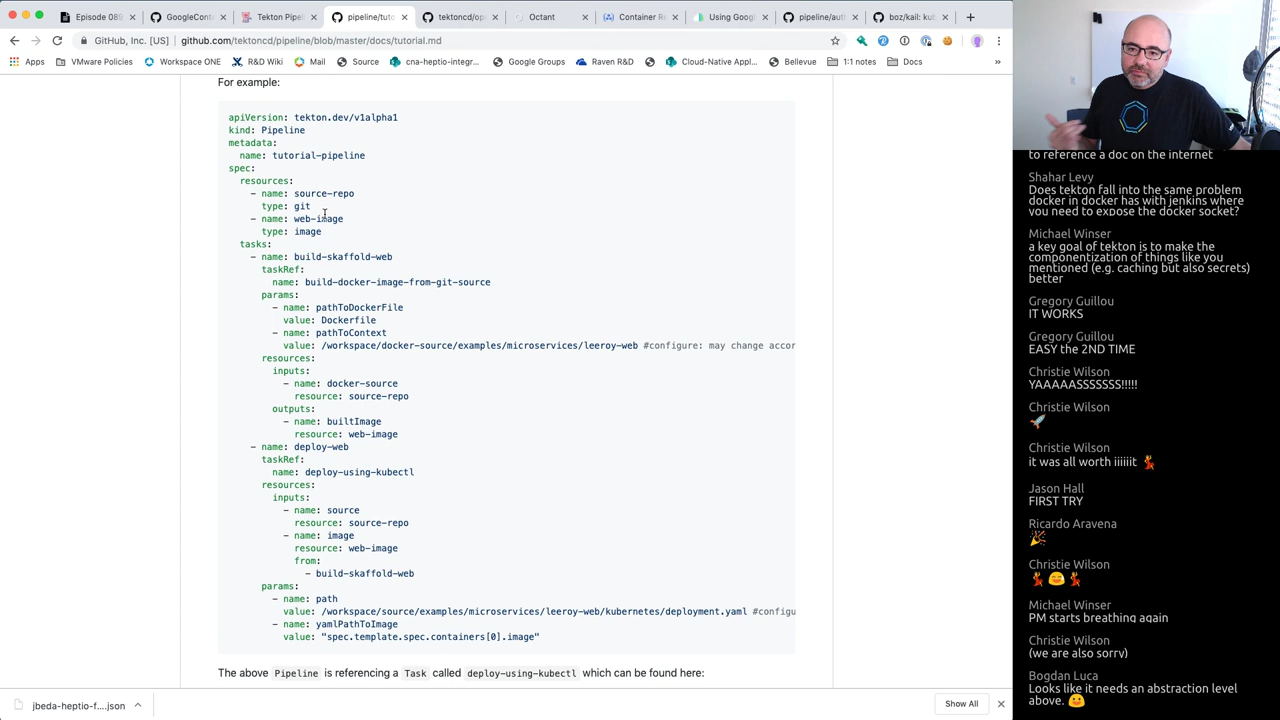 Episode 089
GoogleCont
Tekton Pipel
pipeline/tuto
tektoncd/op
Octant
Container R
Using Goog
pipeline/aut
boz/kail: ku
GitHub, Inc. [US]
github.com/tektoncd/pipeline/blob/master/docs/tutorial.md
Apps
VMware Policies
Workspace ONE
R&D Wiki
Mail
Source
cna-heptio-integr...
Google Groups
Raven R&D
Cloud-Native Appl...
Bellevue
1:1 notes
Docs
»
For example:
apiVersion: tekton.dev/v1alpha1
kind: Pipeline
metadata:
name: tutorial-pipeline
spec:
resources:
- name: source-repo
type: git
- name: web-image
type: image
tasks:
- name: build-skaffold-web
taskRef:
name: build-docker-image-from-git-source
params:
- name: pathToDockerFile
value: Dockerfile
- name: pathToContext
value: /workspace/docker-source/examples/microservices/leeroy-web #configure: may change accor
resources:
inputs:
- name: docker-source
resource: source-repo
outputs:
- name: builtImage
resource: web-image
- name: deploy-web
taskRef:
name: deploy-using-kubectl
resources:
inputs:
- name: source
resource: source-repo
- name: image
resource: web-image
from:
- build-skaffold-web
params:
- name: path
value: /workspace/source/examples/microservices/leeroy-web/kubernetes/deployment.yaml #configu
- name: yamlPathToImage
value: "spec.template.spec.containers[0].image"
The above Pipeline is referencing a Task called deploy-using-kubectl which can be found here:
jbeda-heptio-f....json
Show All
to reference a doc on the internet
Shahar Levy
Does tekton fall into the same problem
docker in docker has with jenkins where
you need to expose the docker socket?
Michael Winser
a key goal of tekton is to make the
componentization of things like you
mentioned (e.g. caching but also secrets)
better
Gregory Guillou
IT WORKS
Gregory Guillou
EASY the 2ND TIME
Christie Wilson
YAAAAASSSSSSS!!!!!
Christie Wilson
🚀
Christie Wilson
it was all worth iiiiiit 💃
Jason Hall
FIRST TRY
Ricardo Aravena
🎉
Christie Wilson
💃😄💃
Michael Winser
PM starts breathing again
Christie Wilson
(we are also sorry)
Bogdan Luca
Looks like it needs an abstraction level
above. 😃